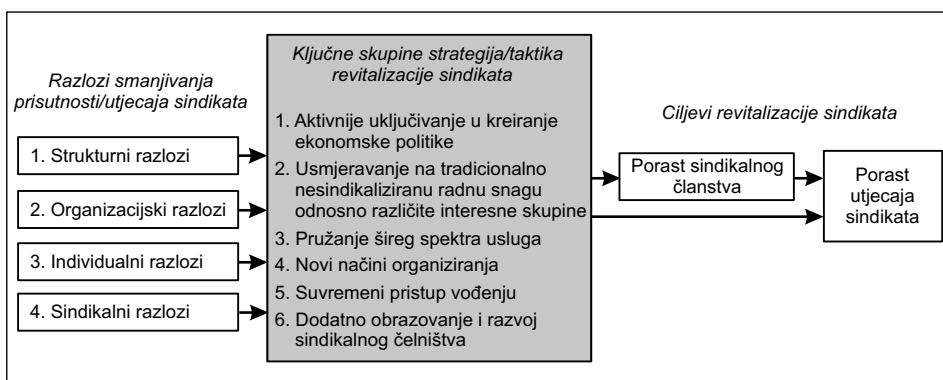 Razlozi smanjivanja
prisutnosti/utjecaja sindikata
1. Strukturni razlozi
2. Organizacijski razlozi
3. Individualni razlozi
4. Sindikalni razlozi
Ključne skupine strategija/taktika
revitalizacije sindikata
1. Aktivnije uključivanje u kreiranje
ekonomske politike
2. Usmjeravanje na tradicionalno
nesindikaliziranu radnu snagu
odnosno različite interesne skupine
3. Pružanje šireg spektra usluga
4. Novi načini organiziranja
5. Suvremeni pristup vođenju
6. Dodatno obrazovanje i razvoj
sindikalnog čelništva
Ciljevi revitalizacije sindikata
Porast sindikalnog
članstva
Porast
utjecaja
sindikata